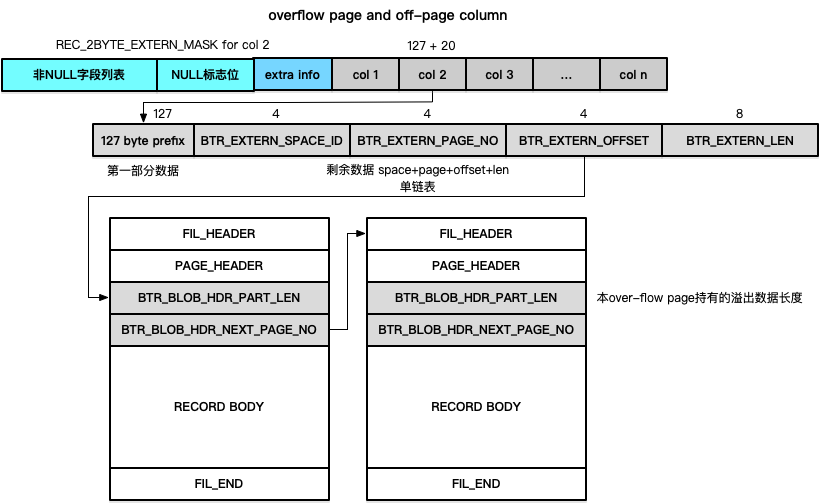 overflow page and off-page column
REC_2BYTE_EXTERN_MASK for col 2
127 + 20
非NULL字段列表
NULL标志位
extra info
col 1
col 2
col 3
...
col n
127
4
4
4
8
127 byte prefix
BTR_EXTERN_SPACE_ID
BTR_EXTERN_PAGE_NO
BTR_EXTERN_OFFSET
BTR_EXTERN_LEN
第一部分数据
剩余数据 space+page+offset+len
单链表
FIL_HEADER
PAGE_HEADER
BTR_BLOB_HDR_PART_LEN
BTR_BLOB_HDR_NEXT_PAGE_NO
RECORD BODY
FIL_END
FIL_HEADER
PAGE_HEADER
BTR_BLOB_HDR_PART_LEN
BTR_BLOB_HDR_NEXT_PAGE_NO
RECORD BODY
FIL_END
本over-flow page持有的溢出数据长度